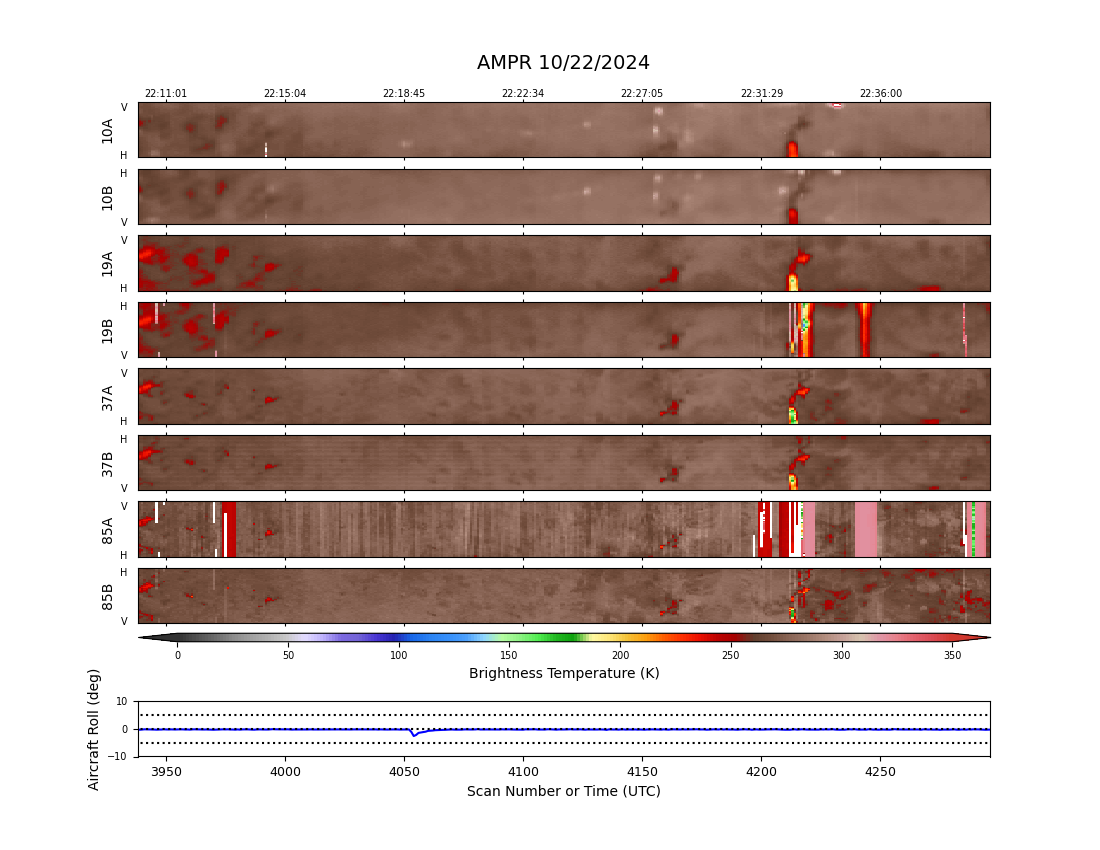 AMPR 10/22/2024
22:11:01 22:15:04 22:18:45 22:22:34 22:27:05 22:31:29 22:36:00
V
10A
H
H
10B
V
V
19A
H
H
19B
V
V
37A
H
H
37B
V
V
85A
H
H
85B
V
0 50 100 150 200 250 300 350
Brightness Temperature (K)
Aircraft Roll (deg)
10
0
−10
3950 4000 4050 4100 4150 4200 4250
Scan Number or Time (UTC)